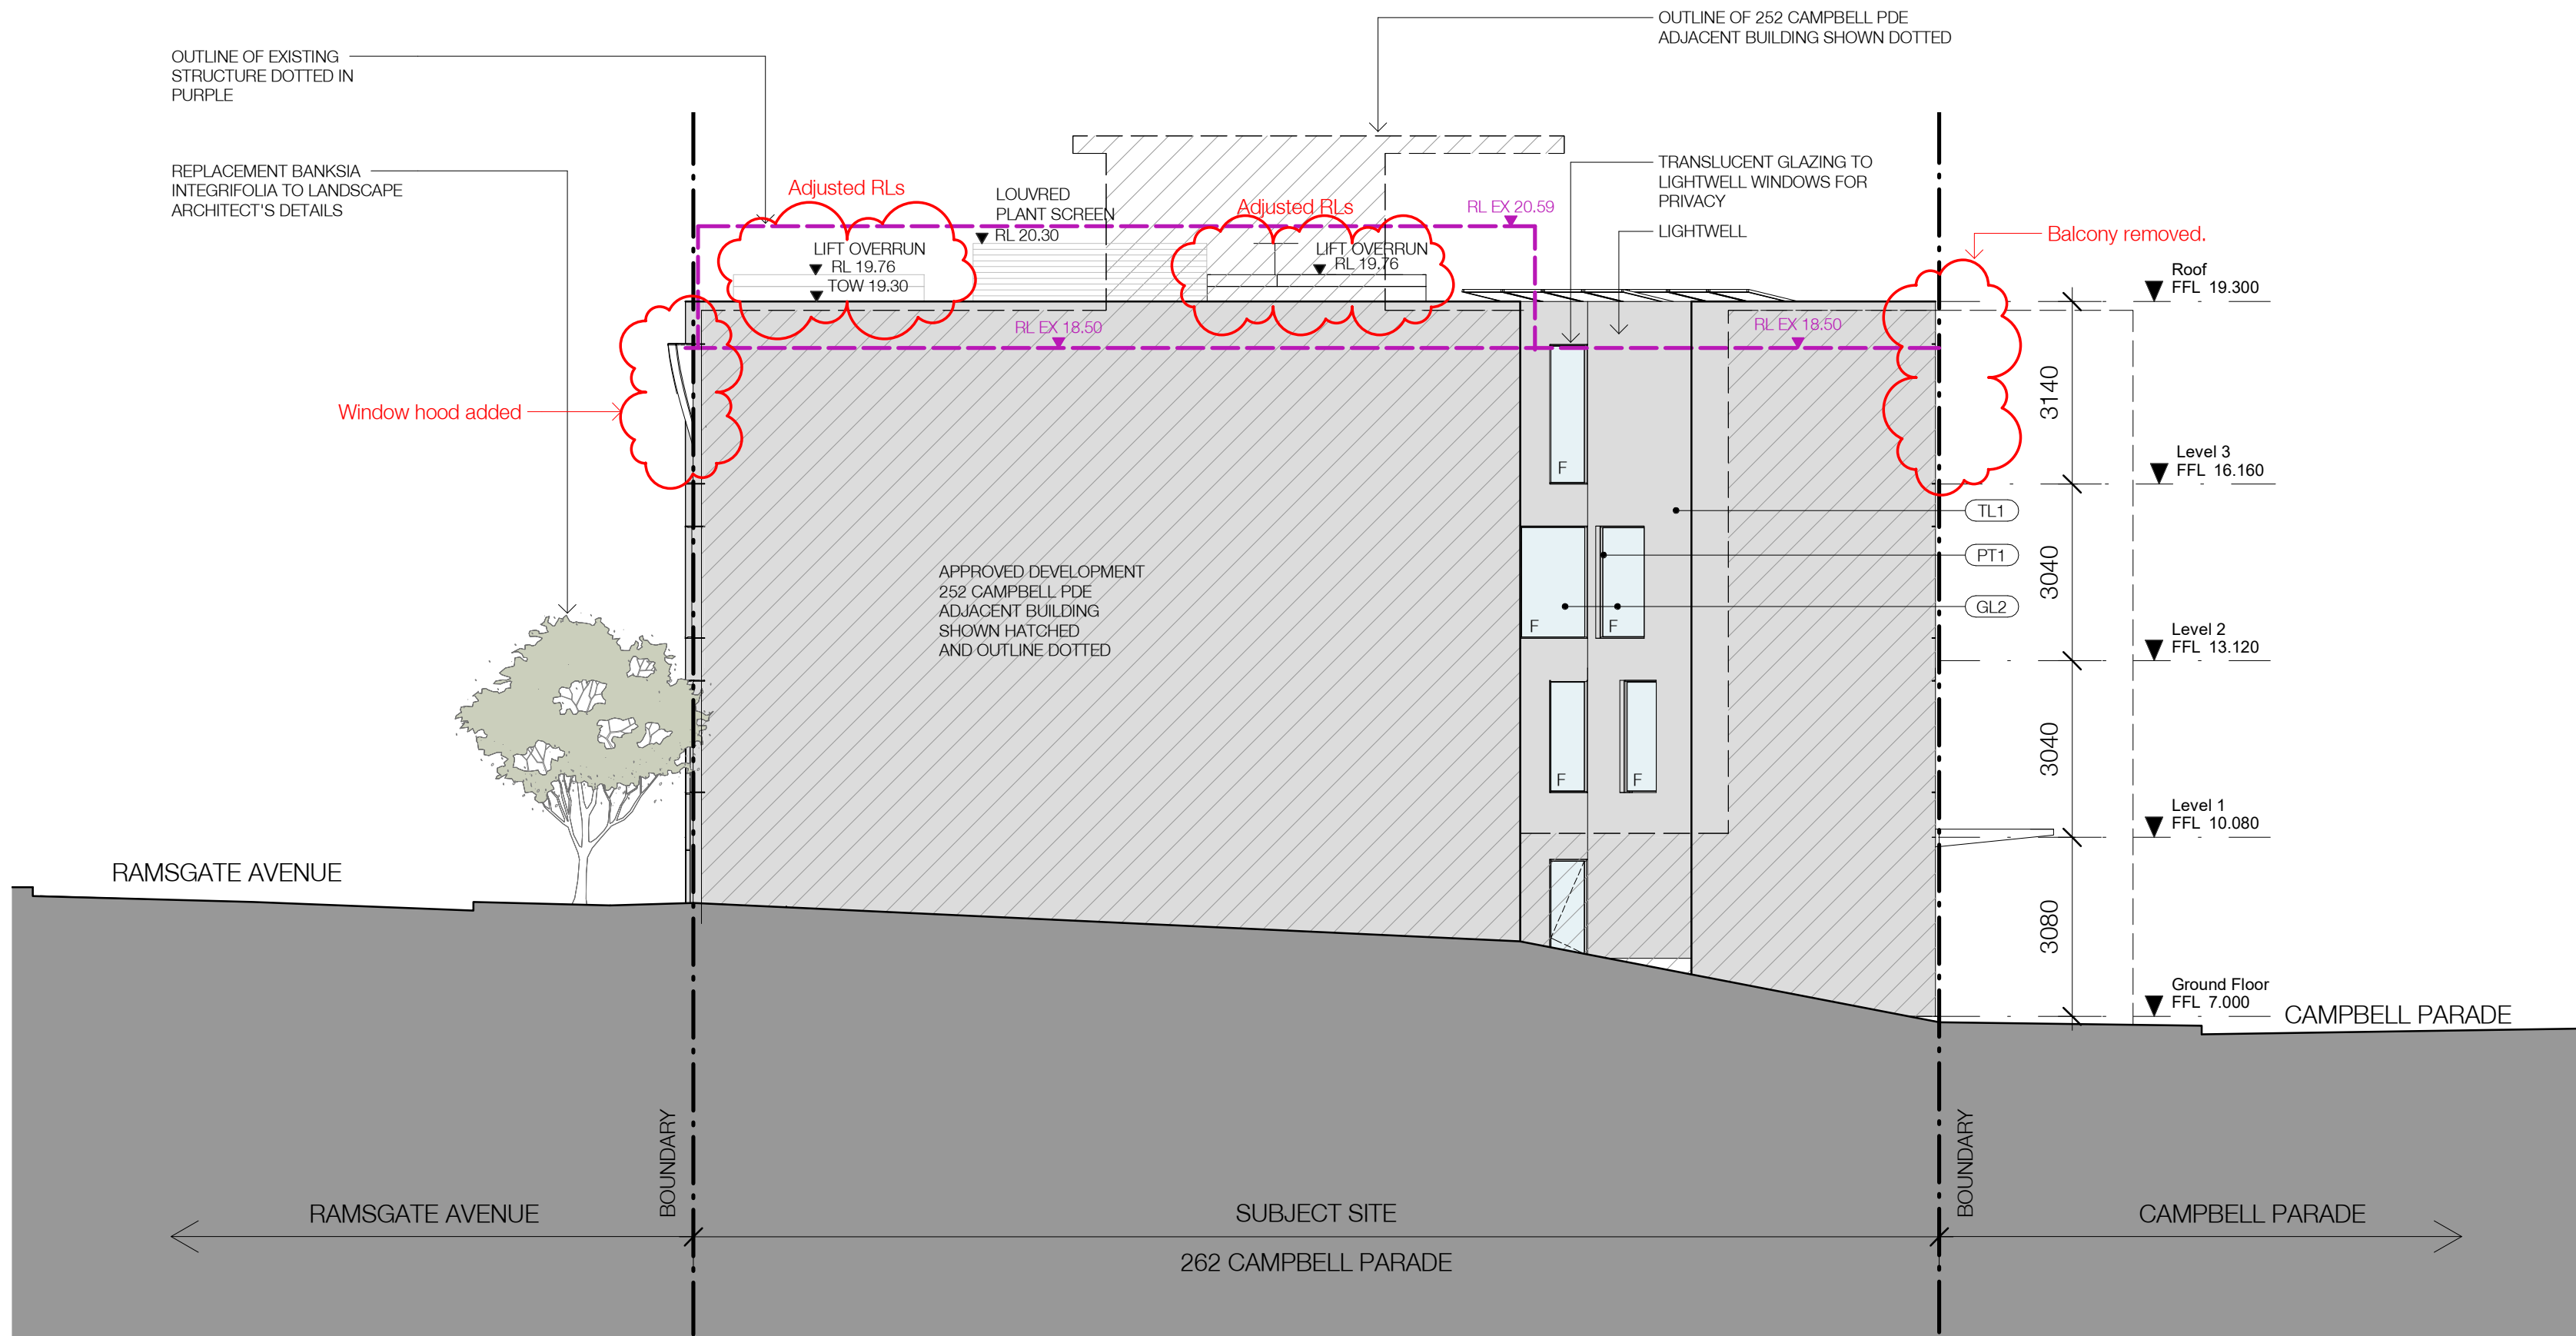 OUTLINE OF 252 CAMPBELL PDE
ADJACENT BUILDING SHOWN DOTTED
OUTLINE OF EXISTING
STRUCTURE DOTTED IN
PURPLE
REPLACEMENT BANKSIA
INTEGRIFOLIA TO LANDSCAPE
ARCHITECT'S DETAILS
TRANSLUCENT GLAZING TO
LIGHTWELL WINDOWS FOR
PRIVACY
LIGHTWELL
Adjusted RLs
LOUVRED
PLANT SCREEN
RL 20.30
Adjusted RLs
RL EX 20.59
Balcony removed.
LIFT OVERRUN
RL 19.76
TOW 19.30
LIFT OVERRUN
RL 19.76
Roof
FFL 19.300
RL EX 18.50
RL EX 18.50
Window hood added
3140
F
Level 3
FFL 16.160
TL1
PT1
GL2
3040
APPROVED DEVELOPMENT
252 CAMPBELL PDE
ADJACENT BUILDING
SHOWN HATCHED
AND OUTLINE DOTTED
F
F
Level 2
FFL 13.120
3040
F
F
Level 1
FFL 10.080
3080
RAMSGATE AVENUE
Ground Floor
FFL 7.000
CAMPBELL PARADE
BOUNDARY
BOUNDARY
RAMSGATE AVENUE
SUBJECT SITE
CAMPBELL PARADE
262 CAMPBELL PARADE